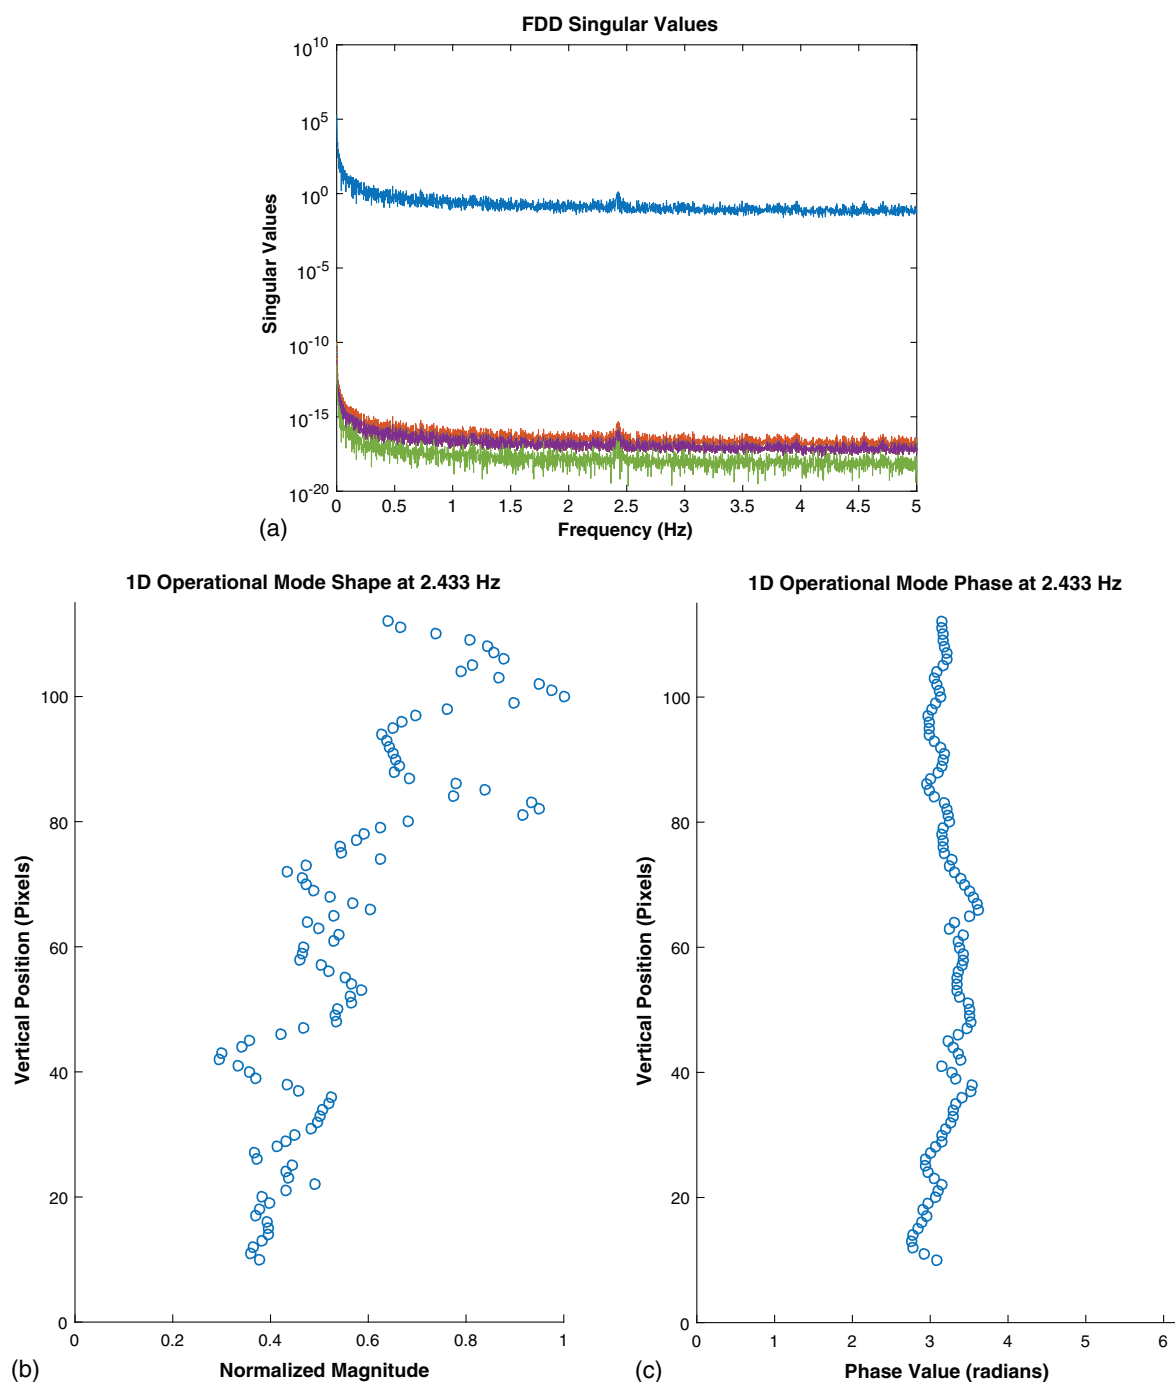 FDD Singular Values
10^10
10^5
10^0
10^-5
10^-10
10^-15
10^-20
Singular Values
0 0.5 1 1.5 2 2.5 3 3.5 4 4.5 5
Frequency (Hz)
(a)
1D Operational Mode Shape at 2.433 Hz
100
80
60
40
20
0
Vertical Position (Pixels)
0 0.2 0.4 0.6 0.8 1
Normalized Magnitude
(b)
1D Operational Mode Phase at 2.433 Hz
100
80
60
40
20
0
Vertical Position (Pixels)
0 1 2 3 4 5 6
Phase Value (radians)
(c)